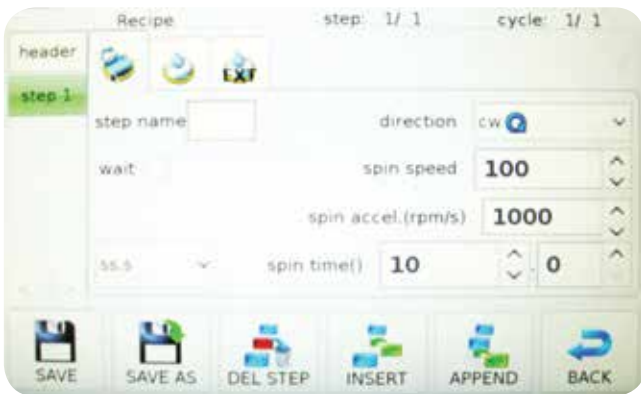 Recipe step: 1/ 1 cycle: 1/ 1
header
EXT
step 1
step name direction cw
wait spin speed 100
spin accel.(rpm/s) 1000
ss.s spin time() 10 . 0
SAVE SAVE AS DEL STEP INSERT APPEND BACK